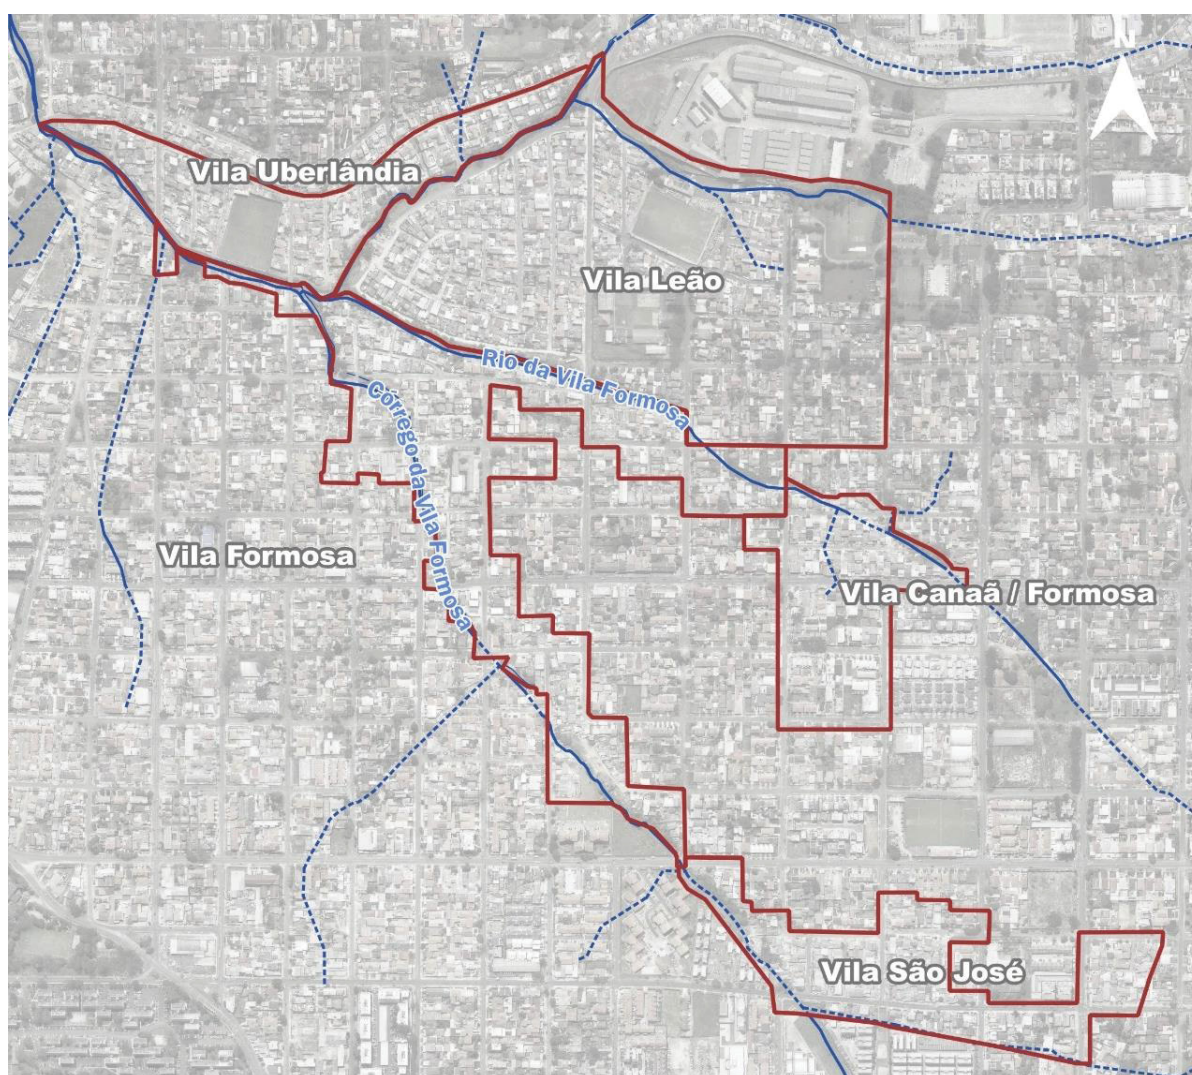 N
Vila Uberlândia
Vila Leão
Rio da Vila Formosa
Córrego da Vila Formosa
Vila Formosa
Vila Canaã / Formosa
Vila São José